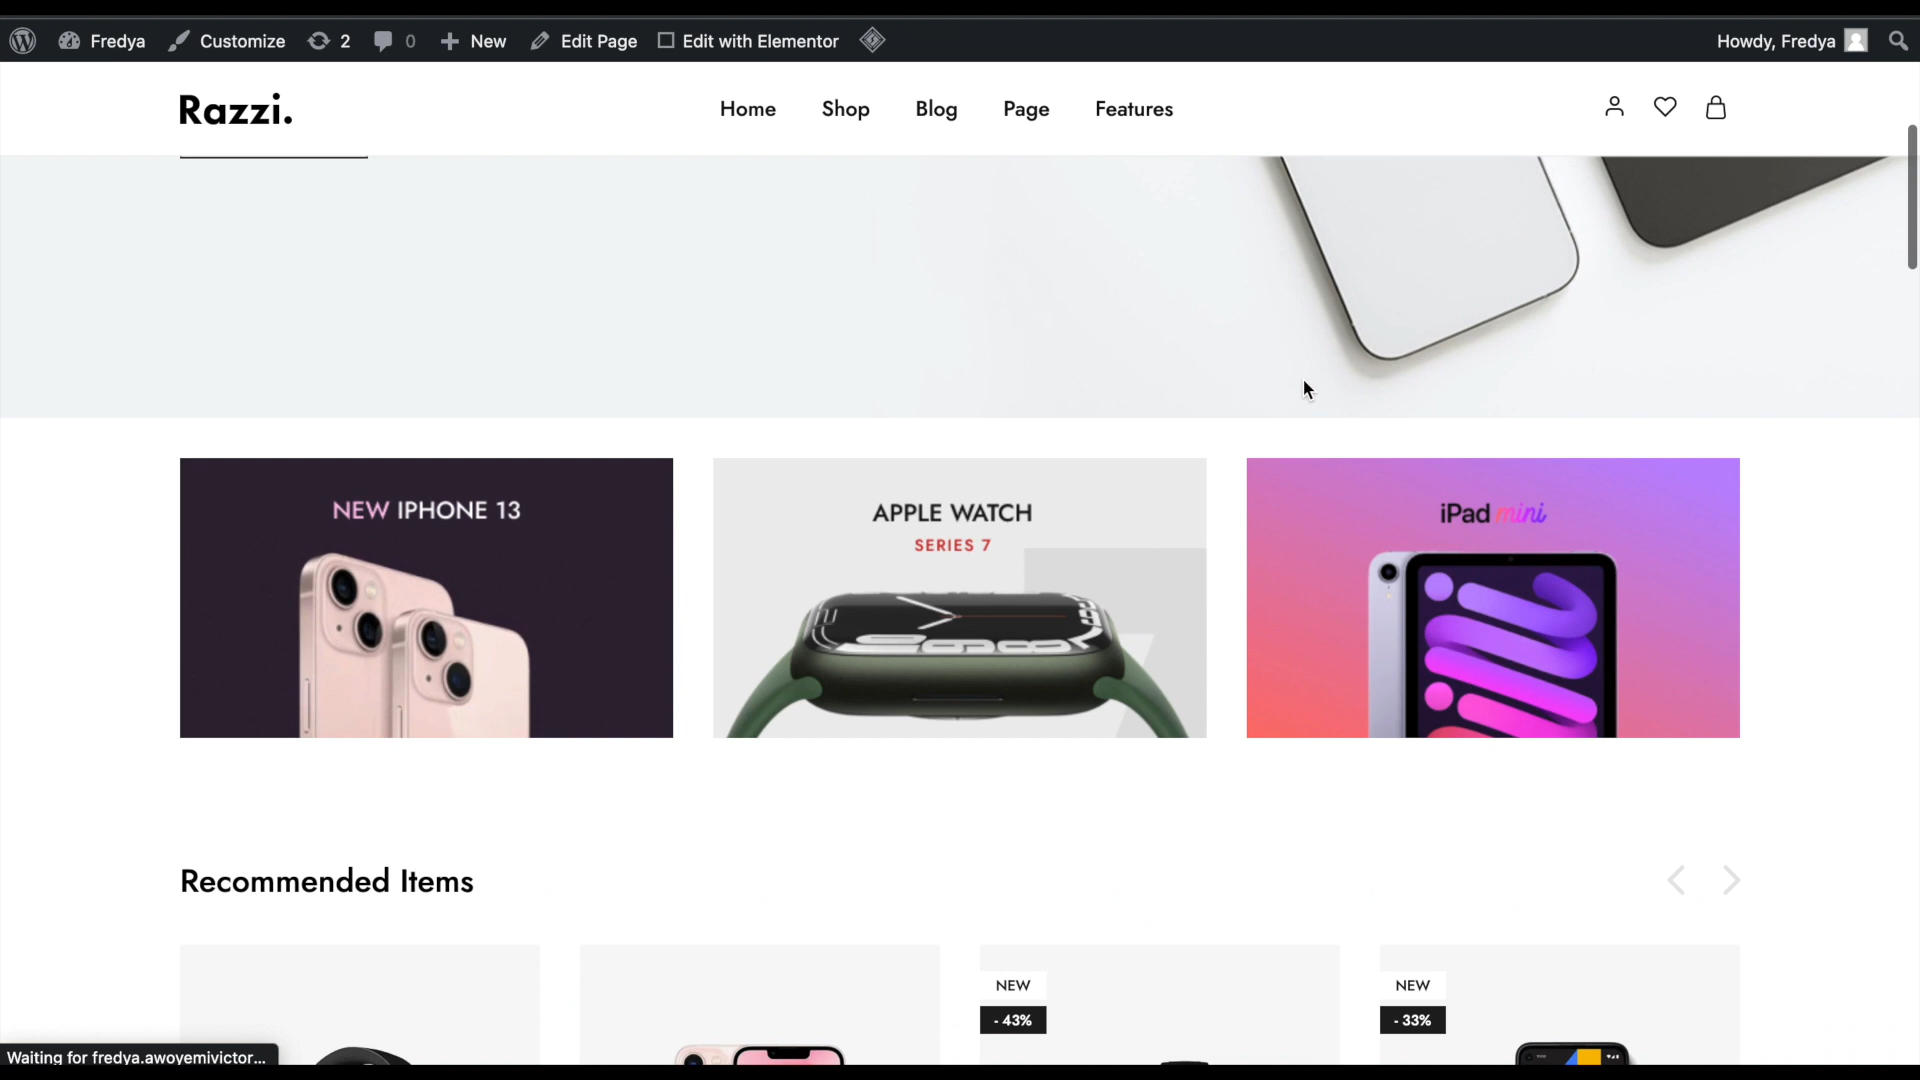 Fredya Customize 2 0 New Edit Page Edit with Elementor Howdy, Fredya
Razzi. Home Shop Blog Page Features
NEW IPHONE 13
APPLE WATCH
SERIES 7
iPad mini
Recommended Items
NEW
- 43%
NEW
- 33%
Waiting for fredya.awoyemivictor...